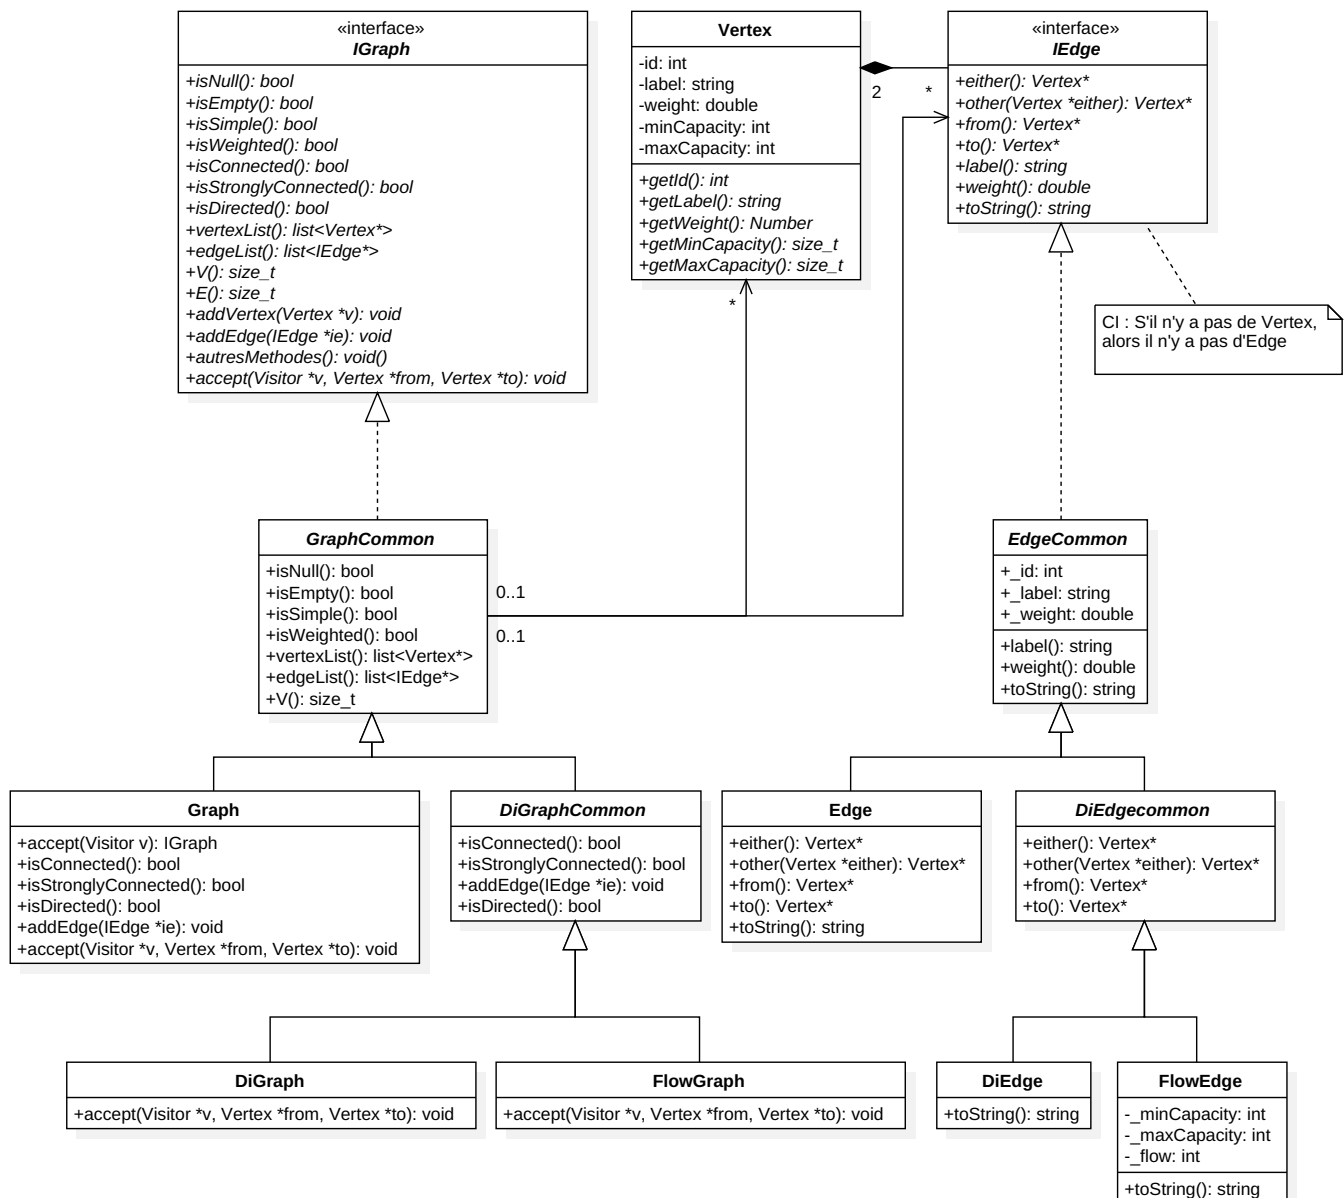 «interface»
IGraph
+isNull(): bool
+isEmpty(): bool
+isSimple(): bool
+isWeighted(): bool
+isConnected(): bool
+isStronglyConnected(): bool
+isDirected(): bool
+vertexList(): list<Vertex*>
+edgeList(): list<IEdge*>
+V(): size_t
+E(): size_t
+addVertex(Vertex *v): void
+addEdge(IEdge *ie): void
+autresMethodes(): void()
+accept(Visitor *v, Vertex *from, Vertex *to): void
Vertex
-id: int
-label: string
-weight: double
-minCapacity: int
-maxCapacity: int
+getId(): int
+getLabel(): string
+getWeight(): Number
+getMinCapacity(): size_t
+getMaxCapacity(): size_t
2
*
*
«interface»
IEdge
+either(): Vertex*
+other(Vertex *either): Vertex*
+from(): Vertex*
+to(): Vertex*
+label(): string
+weight(): double
+toString(): string
CI : S'il n'y a pas de Vertex,
alors il n'y a pas d'Edge
GraphCommon
+isNull(): bool
+isEmpty(): bool
+isSimple(): bool
+isWeighted(): bool
+vertexList(): list<Vertex*>
+edgeList(): list<IEdge*>
+V(): size_t
0..1
0..1
EdgeCommon
+_id: int
+_label: string
+_weight: double
+label(): string
+weight(): double
+toString(): string
Graph
+accept(Visitor v): IGraph
+isConnected(): bool
+isStronglyConnected(): bool
+isDirected(): bool
+addEdge(IEdge *ie): void
+accept(Visitor *v, Vertex *from, Vertex *to): void
DiGraphCommon
+isConnected(): bool
+isStronglyConnected(): bool
+addEdge(IEdge *ie): void
+isDirected(): bool
Edge
+either(): Vertex*
+other(Vertex *either): Vertex*
+from(): Vertex*
+to(): Vertex*
+toString(): string
DiEdgecommon
+either(): Vertex*
+other(Vertex *either): Vertex*
+from(): Vertex*
+to(): Vertex*
DiGraph
+accept(Visitor *v, Vertex *from, Vertex *to): void
FlowGraph
+accept(Visitor *v, Vertex *from, Vertex *to): void
DiEdge
+toString(): string
FlowEdge
-_minCapacity: int
-_maxCapacity: int
-_flow: int
+toString(): string